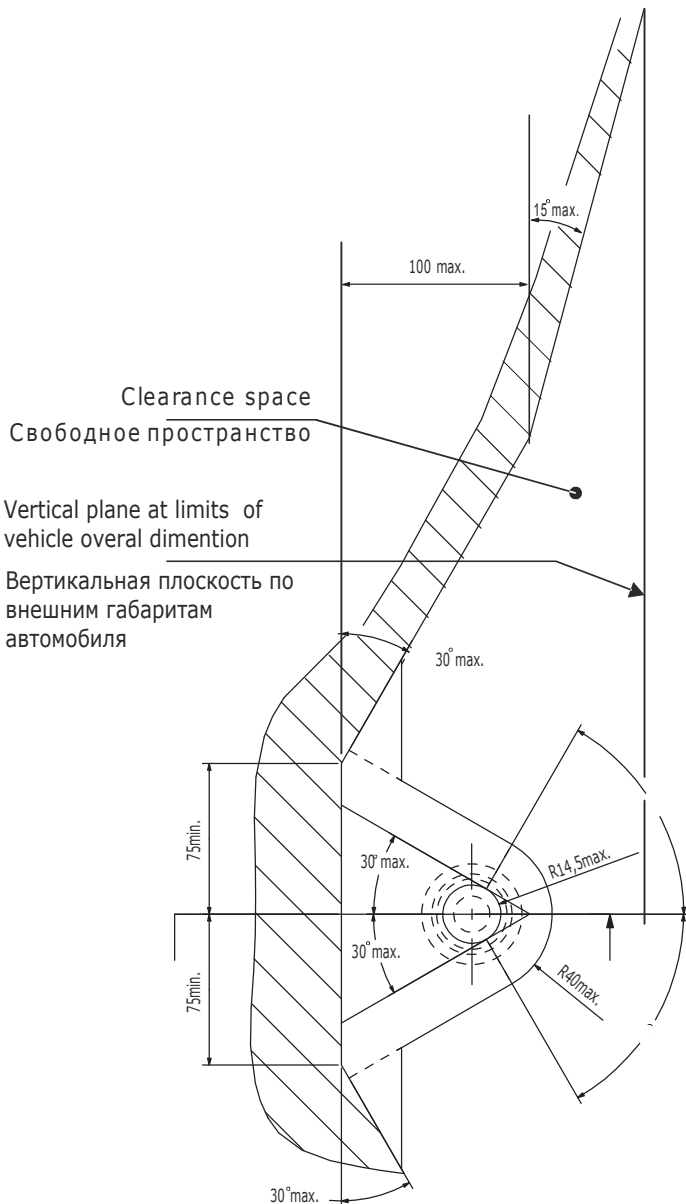 15°max.
100 max.
Clearance space
Свободное пространство
Vertical plane at limits of
vehicle overal dimention
Вертикальная плоскость по
внешним габаритам
автомобиля
30°max.
75min.
30°max.
R14,5max.
30°max.
75min.
R40max.
30°max.